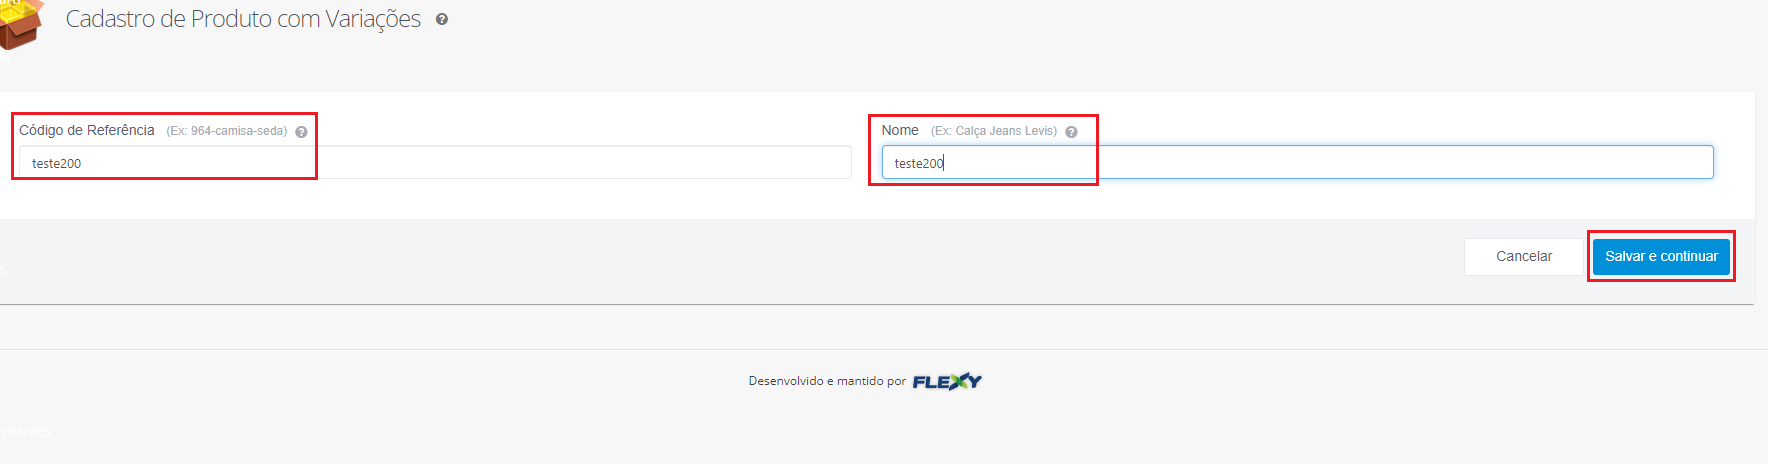 Cadastro de Produto com Variações
Código de Referência (Ex: 964-camisa-seda)
teste200
Nome (Ex: Calça Jeans Levis)
teste200
Cancelar
Salvar e continuar
Desenvolvido e mantido por FLEXY
entantes